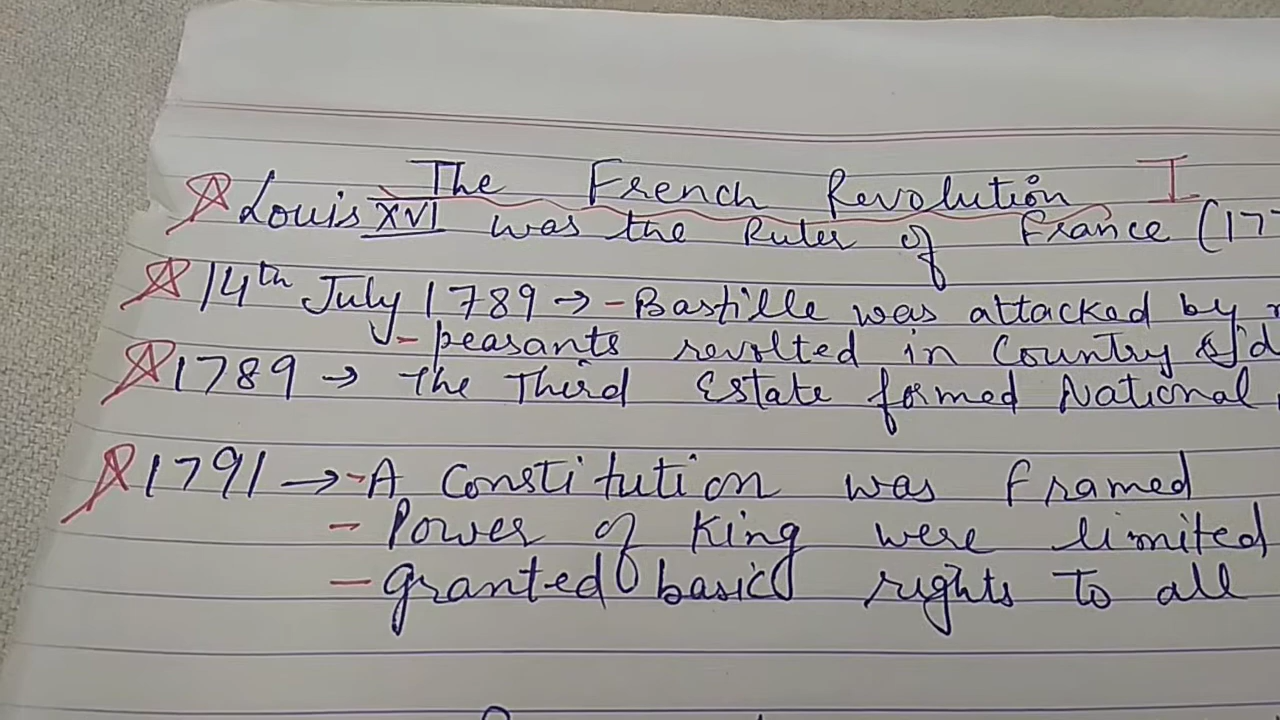 The French Revolution I
☆ Louis XVI was the Ruler of France (17
☆ 14th July 1789 → - Bastille was attacked by
- peasants revolted in Country
☆ 1789 → The Third Estate formed National
☆ 1791 → - A Constitution was framed
- Power of King were limited
- granted basic rights to all